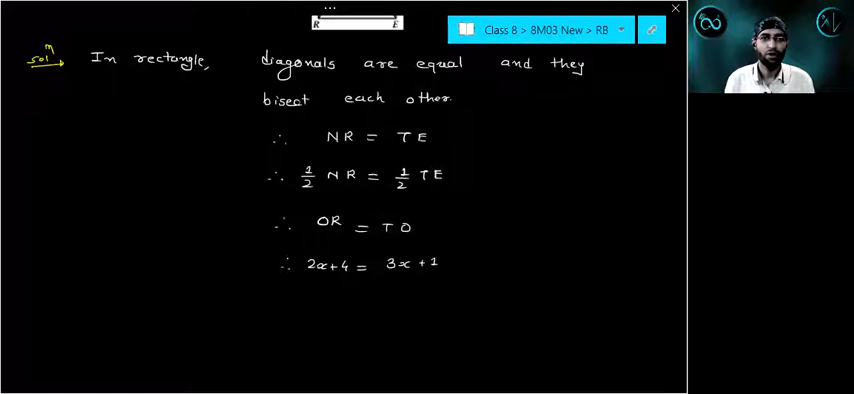 R E
Class 8 > 8M03 New > RB
solⁿ In rectangle, diagonals are equal and they
bisect each other.
∴ NR = TE
∴ 1/2 NR = 1/2 TE
∴ OR = TO
∴ 2x+4 = 3x+1